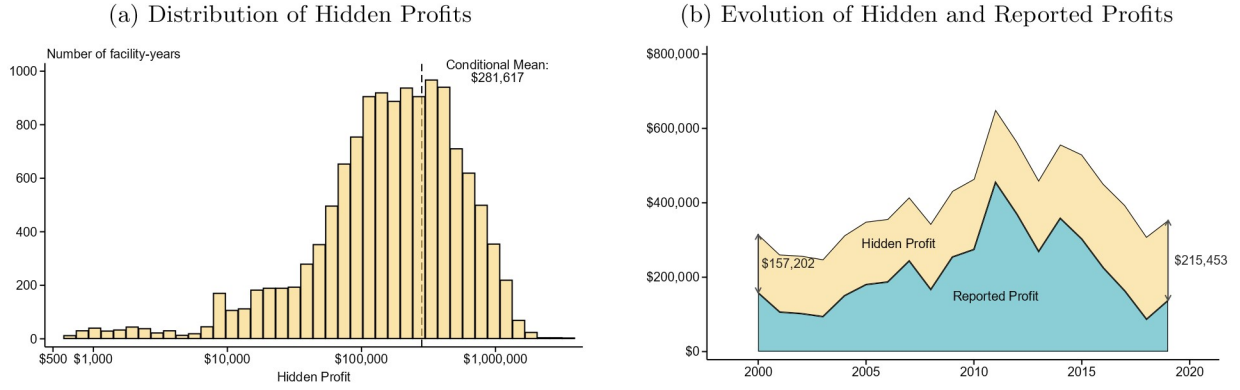 (a) Distribution of Hidden Profits
Number of facility-years
Conditional Mean:
$281,617
1000
800
600
400
200
0
$500 $1,000 $10,000 $100,000 $1,000,000
Hidden Profit
(b) Evolution of Hidden and Reported Profits
$800,000
$600,000
$400,000
$200,000
$0
Hidden Profit
$157,202
$215,453
Reported Profit
2000 2005 2010 2015 2020